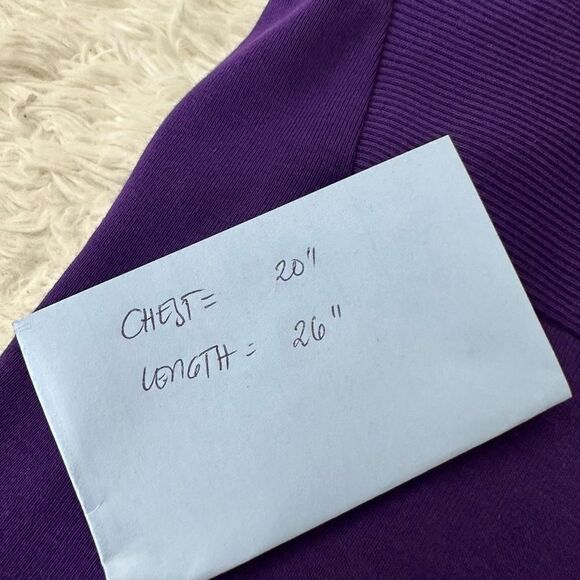 CHEST = 20"
LENGTH = 26"